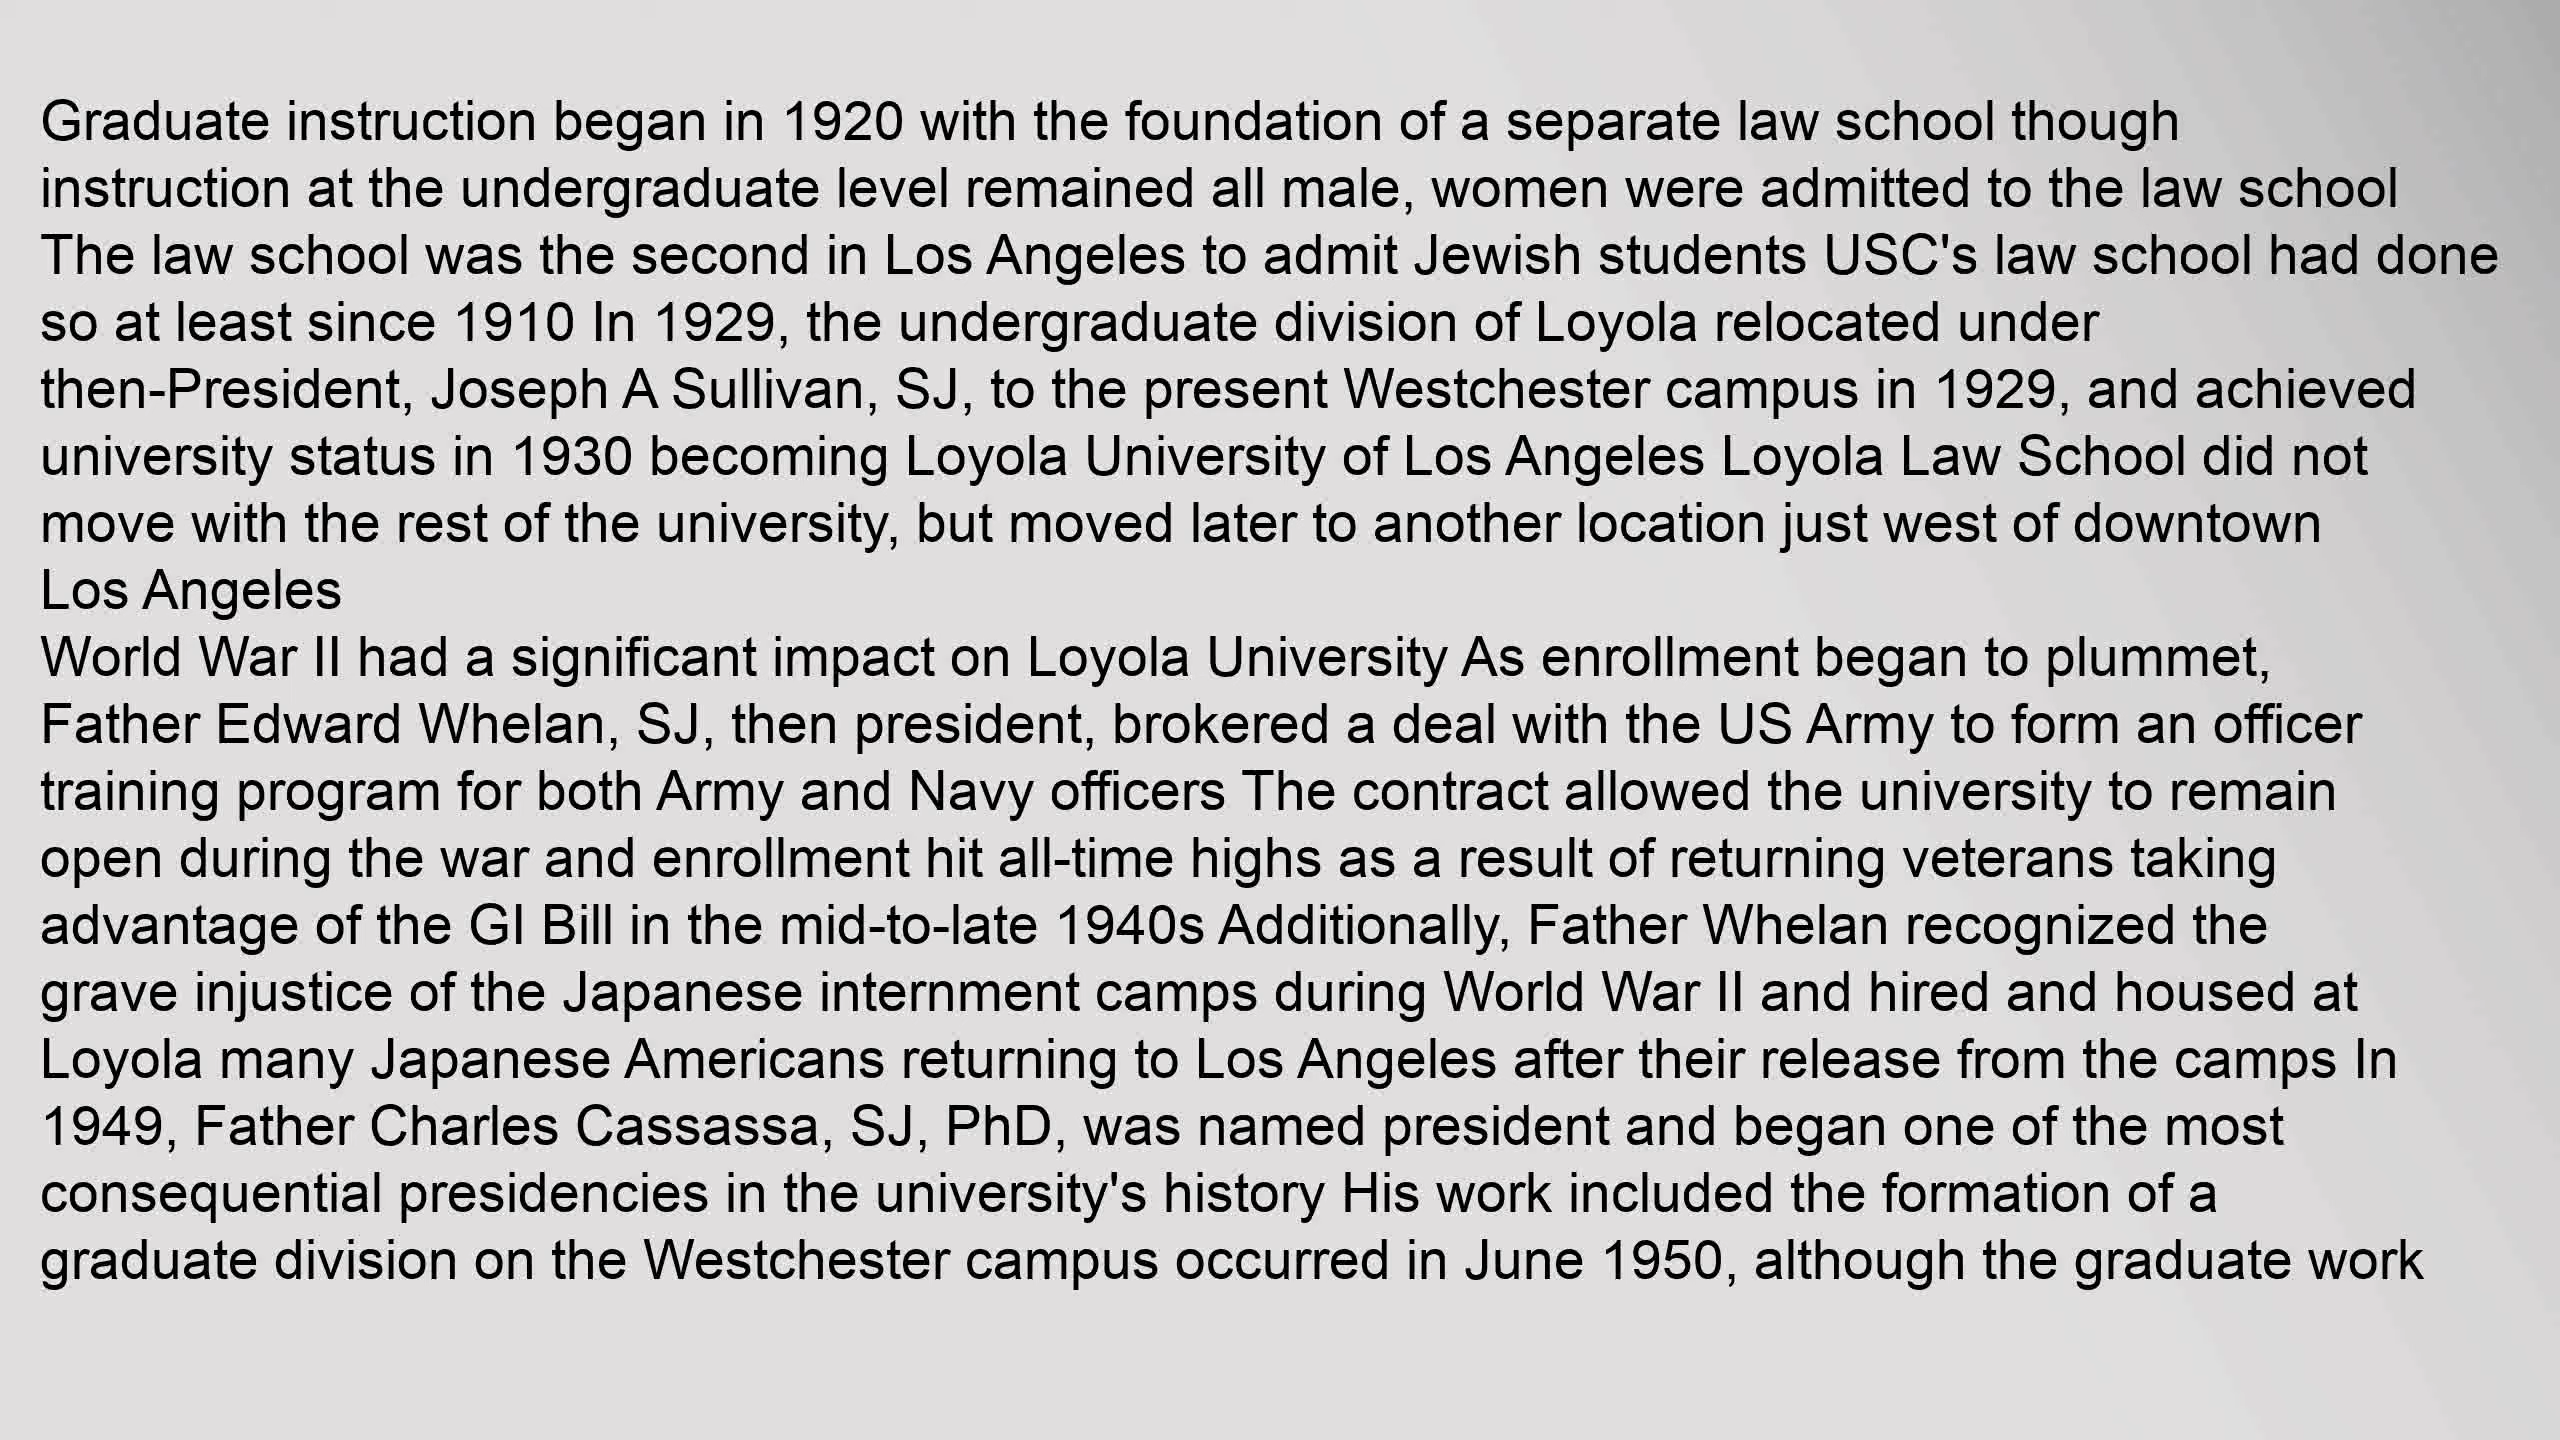 Graduate instruction began in 1920 with the foundation of a separate law school though
instruction at the undergraduate level remained all male, women were admitted to the law school
The law school was the second in Los Angeles to admit Jewish students USC's law school had done
so at least since 1910 In 1929, the undergraduate division of Loyola relocated under
then-President, Joseph A Sullivan, SJ, to the present Westchester campus in 1929, and achieved
university status in 1930 becoming Loyola University of Los Angeles Loyola Law School did not
move with the rest of the university, but moved later to another location just west of downtown
Los Angeles
World War II had a significant impact on Loyola University As enrollment began to plummet,
Father Edward Whelan, SJ, then president, brokered a deal with the US Army to form an officer
training program for both Army and Navy officers The contract allowed the university to remain
open during the war and enrollment hit all-time highs as a result of returning veterans taking
advantage of the GI Bill in the mid-to-late 1940s Additionally, Father Whelan recognized the
grave injustice of the Japanese internment camps during World War II and hired and housed at
Loyola many Japanese Americans returning to Los Angeles after their release from the camps In
1949, Father Charles Cassassa, SJ, PhD, was named president and began one of the most
consequential presidencies in the university's history His work included the formation of a
graduate division on the Westchester campus occurred in June 1950, although the graduate work